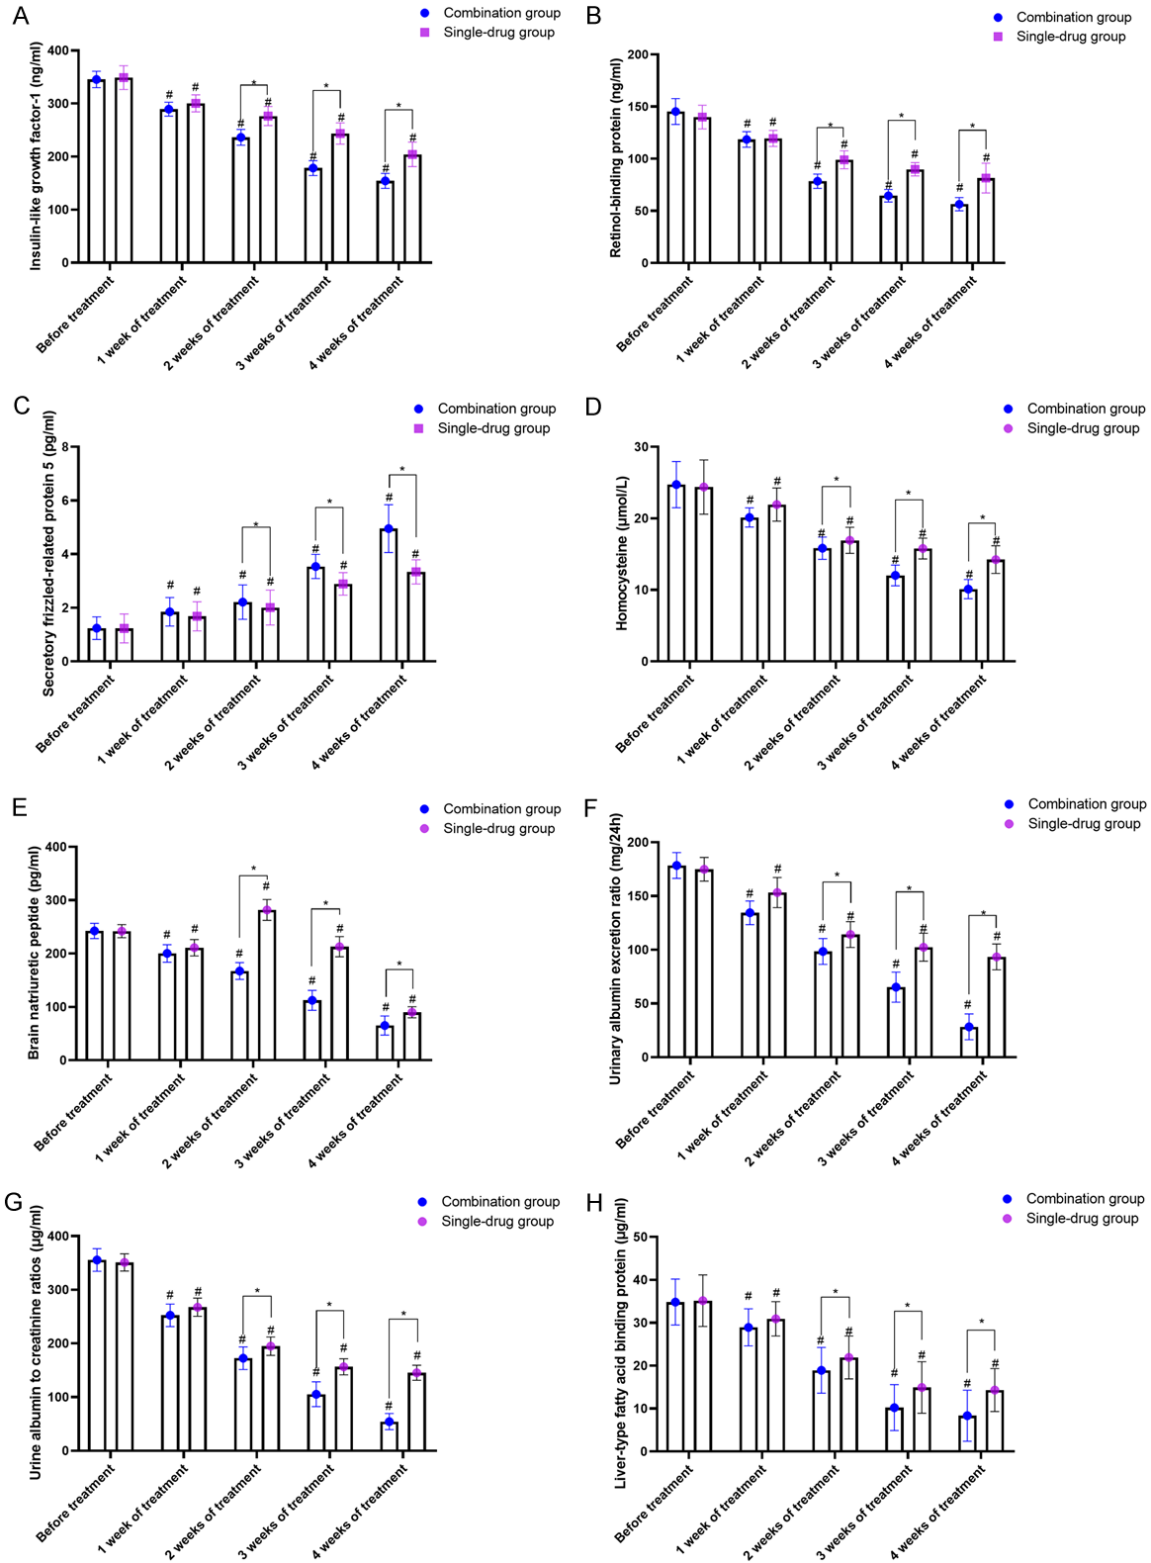 A
Combination group
Single-drug group
Insulin-like growth factor-1 (ng/ml)
400
300
200
100
0
# # # # # # # #
* * *
Before treatment
1 week of treatment
2 weeks of treatment
3 weeks of treatment
4 weeks of treatment
B
Combination group
Single-drug group
Retinol-binding protein (ng/ml)
200
150
100
50
0
# # # # # # # #
* * *
Before treatment
1 week of treatment
2 weeks of treatment
3 weeks of treatment
4 weeks of treatment
C
Combination group
Single-drug group
Secretory frizzled-related protein 5 (pg/ml)
8
6
4
2
0
# # # # # # # #
* * *
Before treatment
1 week of treatment
2 weeks of treatment
3 weeks of treatment
4 weeks of treatment
D
Combination group
Single-drug group
Homocysteine (μmol/L)
30
20
10
0
# # # # # # # #
* * *
Before treatment
1 week of treatment
2 weeks of treatment
3 weeks of treatment
4 weeks of treatment
E
Combination group
Single-drug group
Brain natriuretic peptide (pg/ml)
400
300
200
100
0
# # # # # # # #
* * *
Before treatment
1 week of treatment
2 weeks of treatment
3 weeks of treatment
4 weeks of treatment
F
Combination group
Single-drug group
Urinary albumin excretion ratio (mg/24h)
200
150
100
50
0
# # # # # # # #
* * *
Before treatment
1 week of treatment
2 weeks of treatment
3 weeks of treatment
4 weeks of treatment
G
Combination group
Single-drug group
Urine albumin to creatinine ratios (μg/ml)
400
300
200
100
0
# # # # # # # #
* * *
Before treatment
1 week of treatment
2 weeks of treatment
3 weeks of treatment
4 weeks of treatment
H
Combination group
Single-drug group
Liver-type fatty acid binding protein (μg/ml)
50
40
30
20
10
0
# # # # # # # #
* * *
Before treatment
1 week of treatment
2 weeks of treatment
3 weeks of treatment
4 weeks of treatment